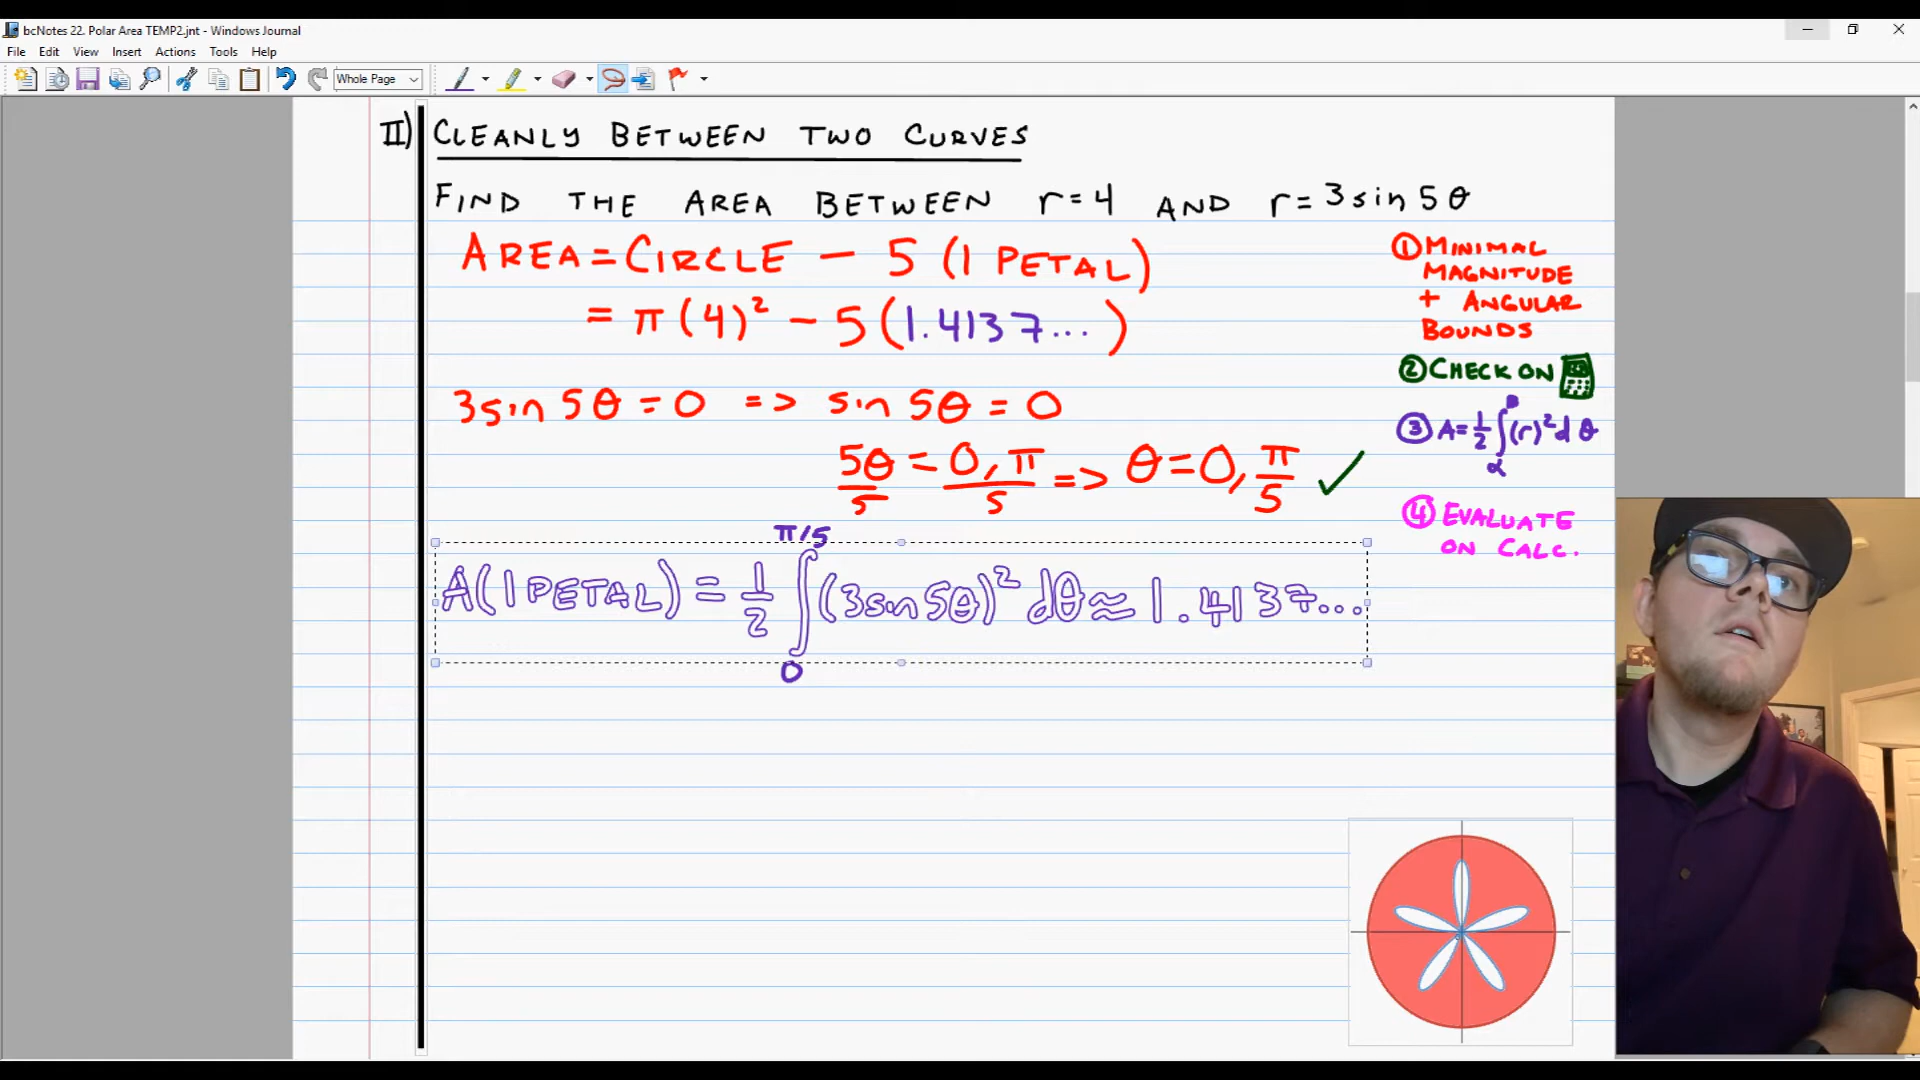 bcNotes 22. Polar Area TEMP2.jnt - Windows Journal
File Edit View Insert Actions Tools Help
Whole Page
II) CLEANLY BETWEEN TWO CURVES
FIND THE AREA BETWEEN r=4 AND r=3sin5θ
AREA=CIRCLE - 5 (1 PETAL)
= π(4)² - 5(1.4137...)
3sin5θ=0 => sin5θ=0
5θ/5 = 0,π/5 => θ=0, π/5 ✓
A(1PETAL) = 1/2 ∫₀^(π/5) (3sin5θ)² dθ ≈ 1.4137...
① MINIMAL
MAGNITUDE
+ ANGULAR
BOUNDS
② CHECK ON
③ A=1/2 ∫_α^β (r)² dθ
④ EVALUATE
ON CALC.